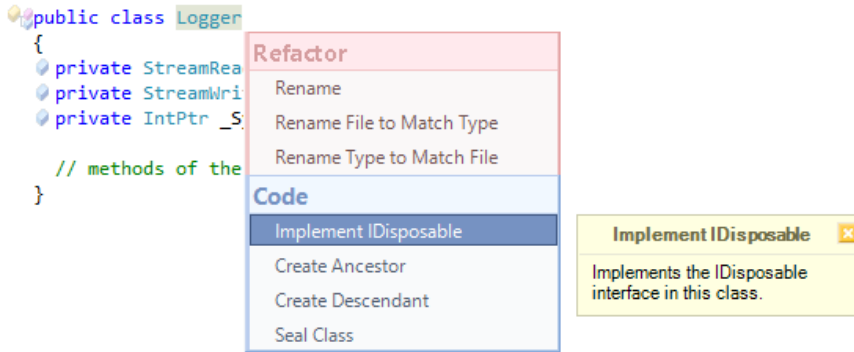 public class Logger
{
private StreamRea
private StreamWri
private IntPtr _S
// methods of the
}
Refactor
Rename
Rename File to Match Type
Rename Type to Match File
Code
Implement IDisposable
Create Ancestor
Create Descendant
Seal Class
Implement IDisposable
Implements the IDisposable
interface in this class.